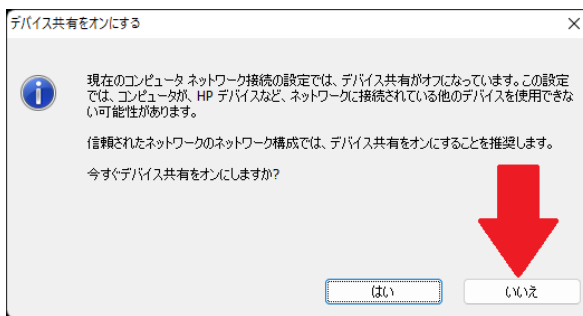 デバイス共有をオンにする
現在のコンピュータ ネットワーク接続の設定では、デバイス共有がオフになっています。この設定
では、コンピュータが、HP デバイスなど、ネットワークに接続されている他のデバイスを使用できな
い可能性があります。
信頼されたネットワークのネットワーク構成では、デバイス共有をオンにすることを推奨します。
今すぐデバイス共有をオンにしますか?
はい
いいえ